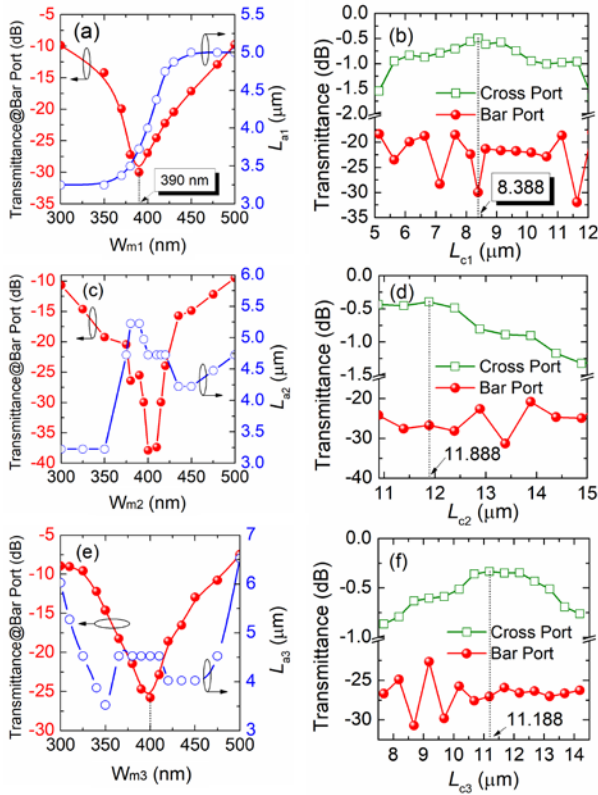 (a)
Transmittance@Bar Port (dB)
-5
-10
-15
-20
-25
-30
-35
5.0
4.5
4.0
3.5
3.0
La1 (μm)
390 nm
300 350 400 450 500
Wm1 (nm)
(b)
Transmittance (dB)
0.0
-0.5
-1.0
-1.5
-2.0
-20
-25
-30
-35
Cross Port
Bar Port
8.388
5 6 7 8 9 10 11 12
Lc1 (μm)
(c)
Transmittance@Bar Port (dB)
-10
-15
-20
-25
-30
-35
-40
6.0
5.5
5.0
4.5
4.0
3.5
3.0
La2 (μm)
300 350 400 450 500
Wm2 (nm)
(d)
Transmittance (dB)
0.0
-0.5
-1.0
-1.5
-20
-30
-40
Cross Port
Bar Port
11.888
11 12 13 14 15
Lc2 (μm)
(e)
Transmittance@Bar Port (dB)
-5
-10
-15
-20
-25
-30
7
6
5
4
3
La3 (μm)
300 350 400 450 500
Wm3 (nm)
(f)
Transmittance (dB)
0.0
-0.5
-1.0
-25
-30
Cross Port
Bar Port
11.188
8 9 10 11 12 13 14
Lc3 (μm)